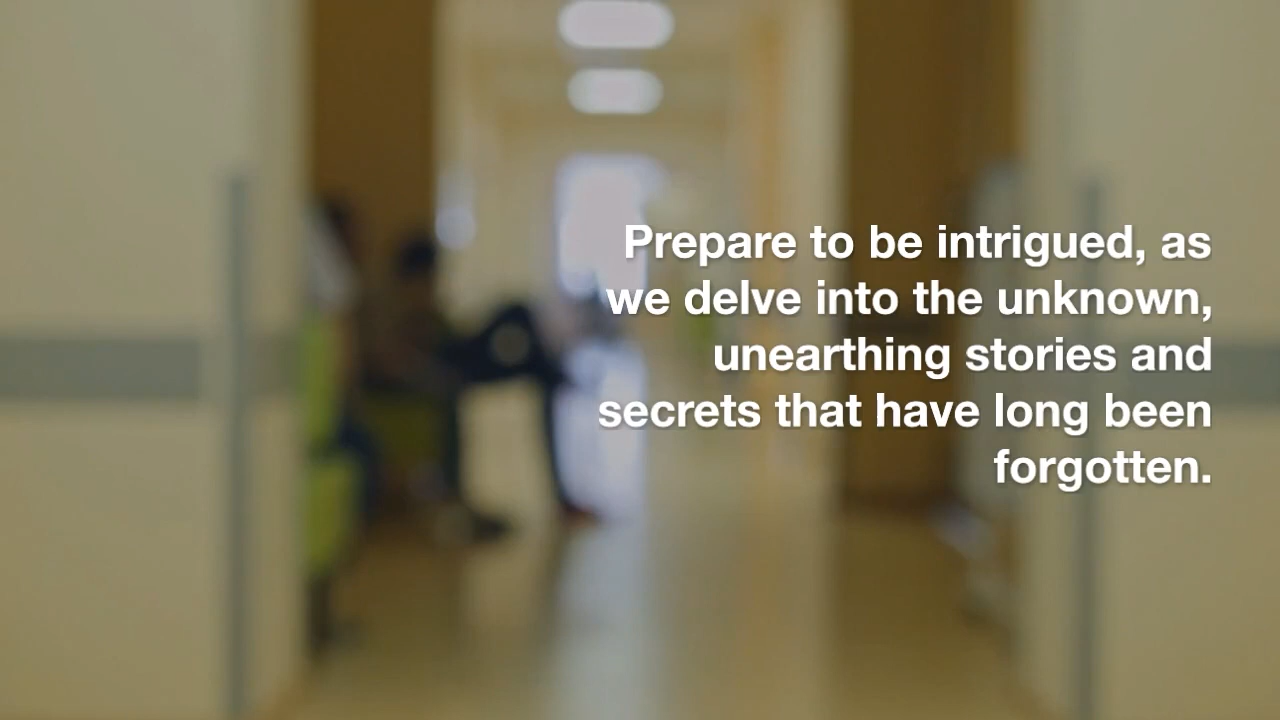 Prepare to be intrigued, as
we delve into the unknown,
unearthing stories and
secrets that have long been
forgotten.